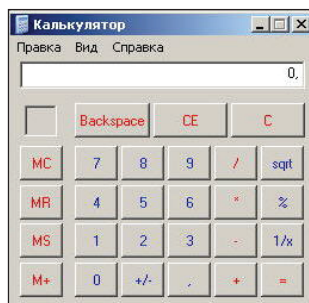 Калькулятор
Правка Вид Справка
0,
Backspace CE C
MC 7 8 9 / sqrt
MR 4 5 6 * %
MS 1 2 3 - 1/x
M+ 0 +/- , + =